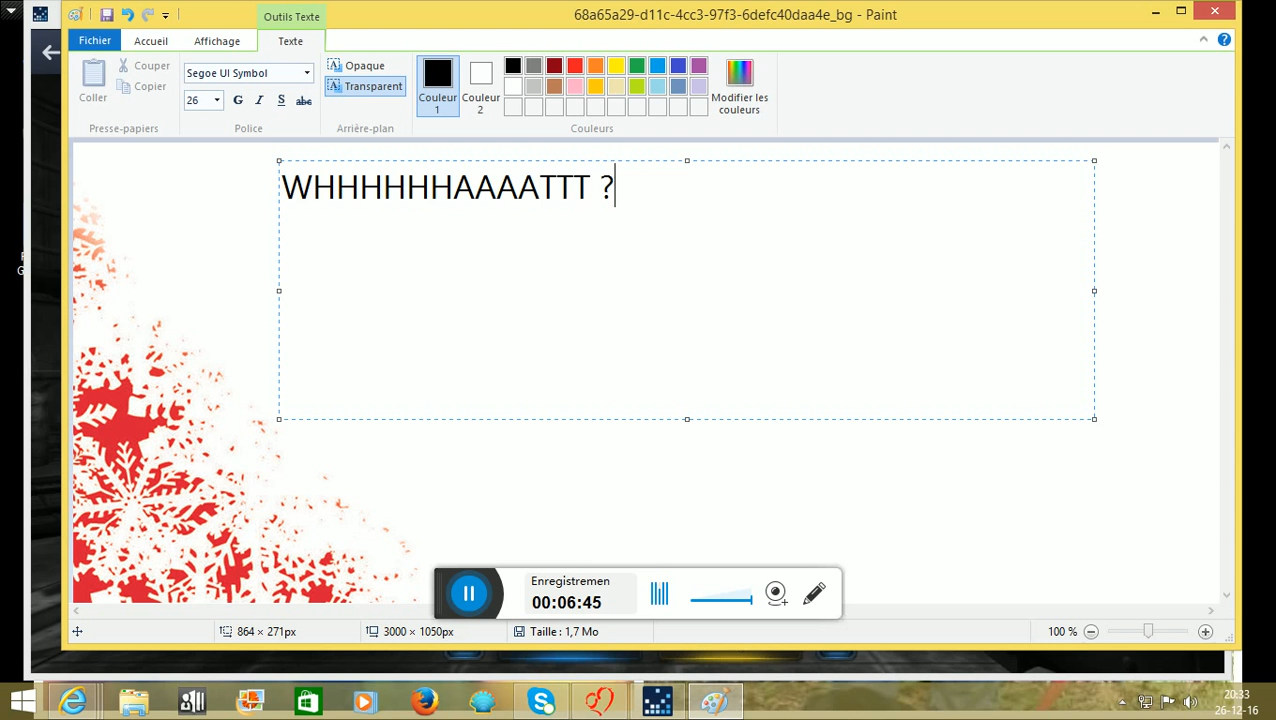 68a65a29-d11c-4cc3-97f3-6defc40daa4e_bg - Paint
Outils Texte
Fichier
Accueil
Affichage
Texte
Coller
Couper
Copier
Presse-papiers
Segoe UI Symbol
26
G I S abc
Police
Opaque
Transparent
Arrière-plan
Couleur 1
Couleur 2
Modifier les couleurs
Couleurs
WHHHHHHAAAATTT ?
Enregistremen
00:06:45
864 × 271px
3000 × 1050px
Taille : 1,7 Mo
100 %
20:33
26-12-16